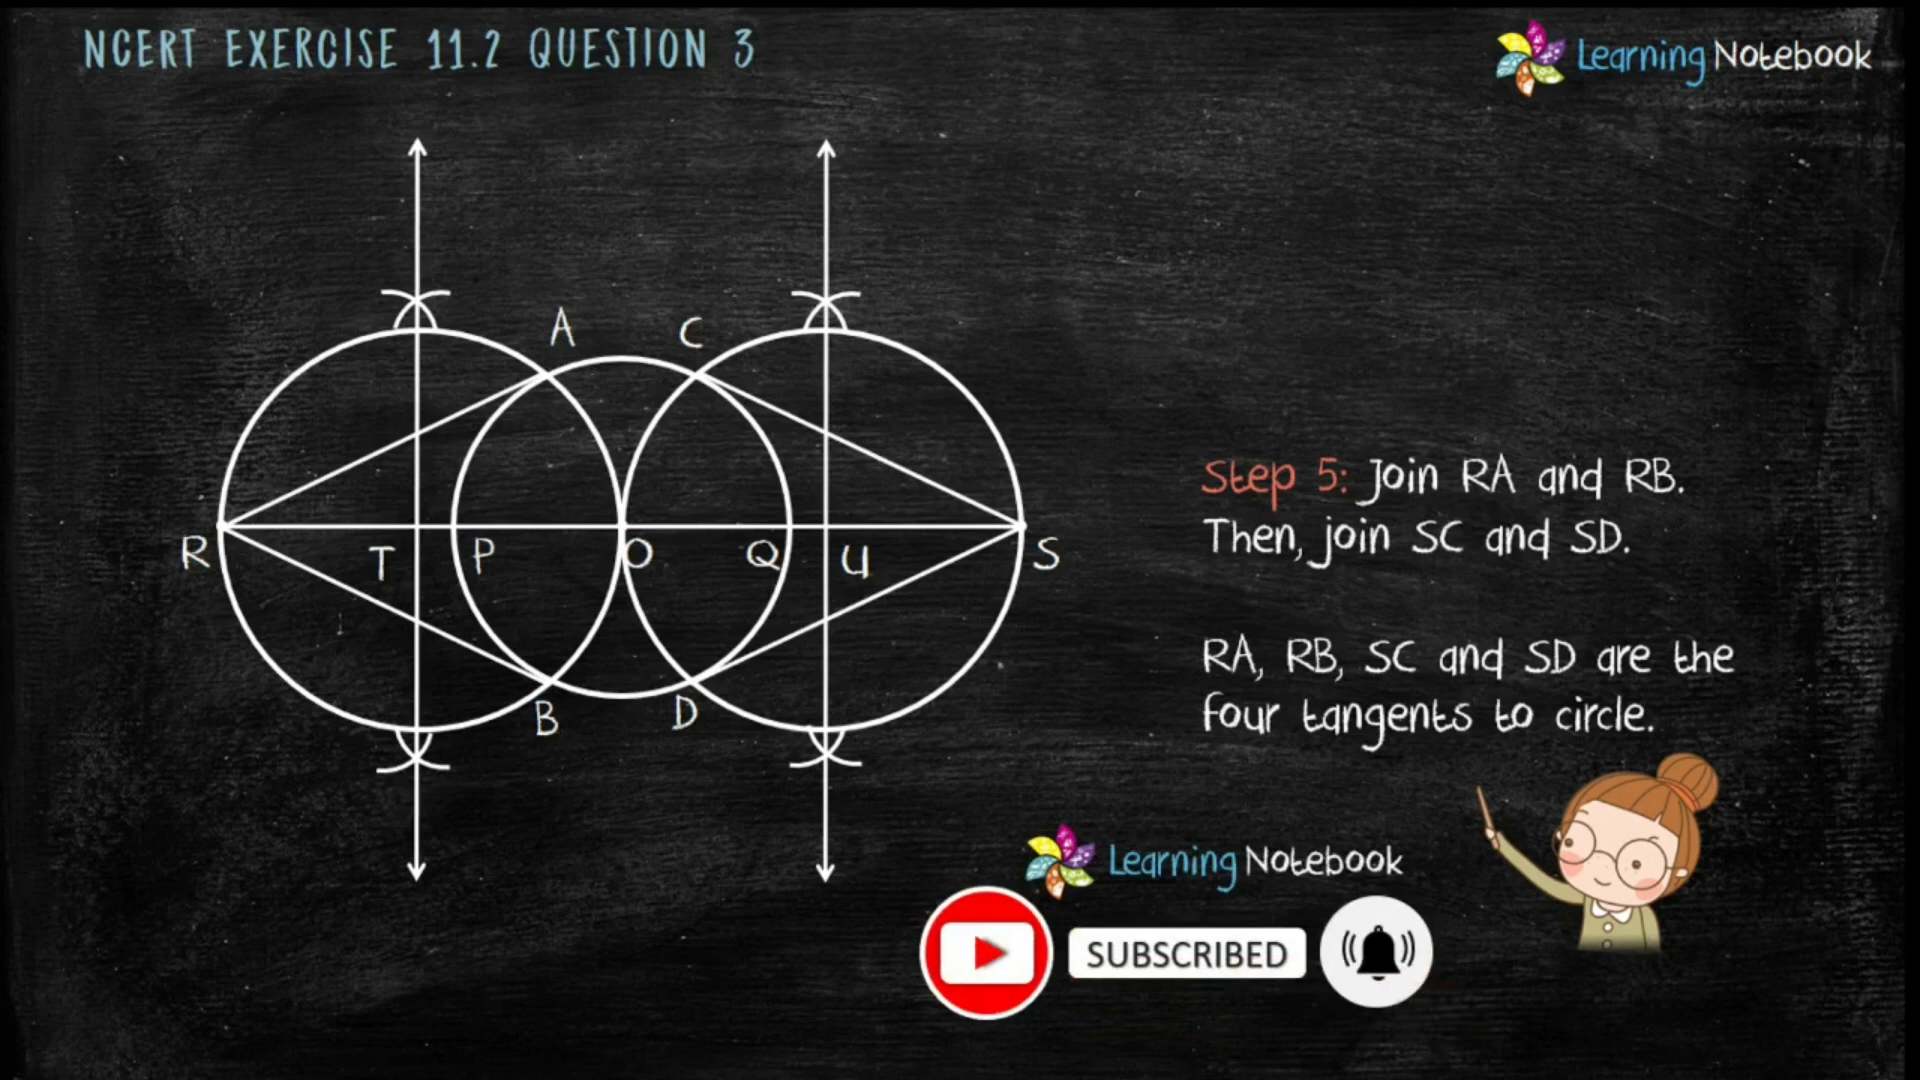 NCERT EXERCISE 11.2 QUESTION 3
Learning Notebook
A C
R T P O Q U S
B D
Step 5: Join RA and RB.
Then, join SC and SD.
RA, RB, SC and SD are the
four tangents to circle.
Learning Notebook
SUBSCRIBED